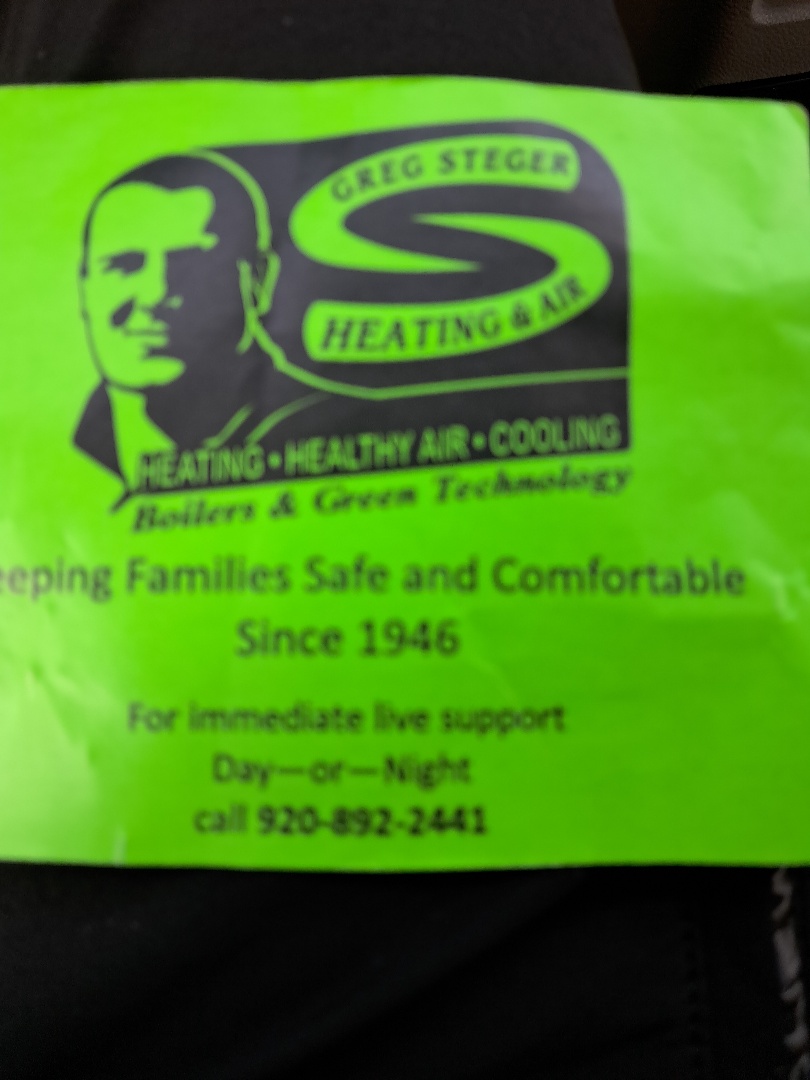 GREG STEGER
HEATING & AIR
HEATING • HEALTHY AIR • COOLING
Boilers & Green Technology
eeping Families Safe and Comfortable
Since 1946
For immediate live support
Day—or—Night
call 920-892-2441